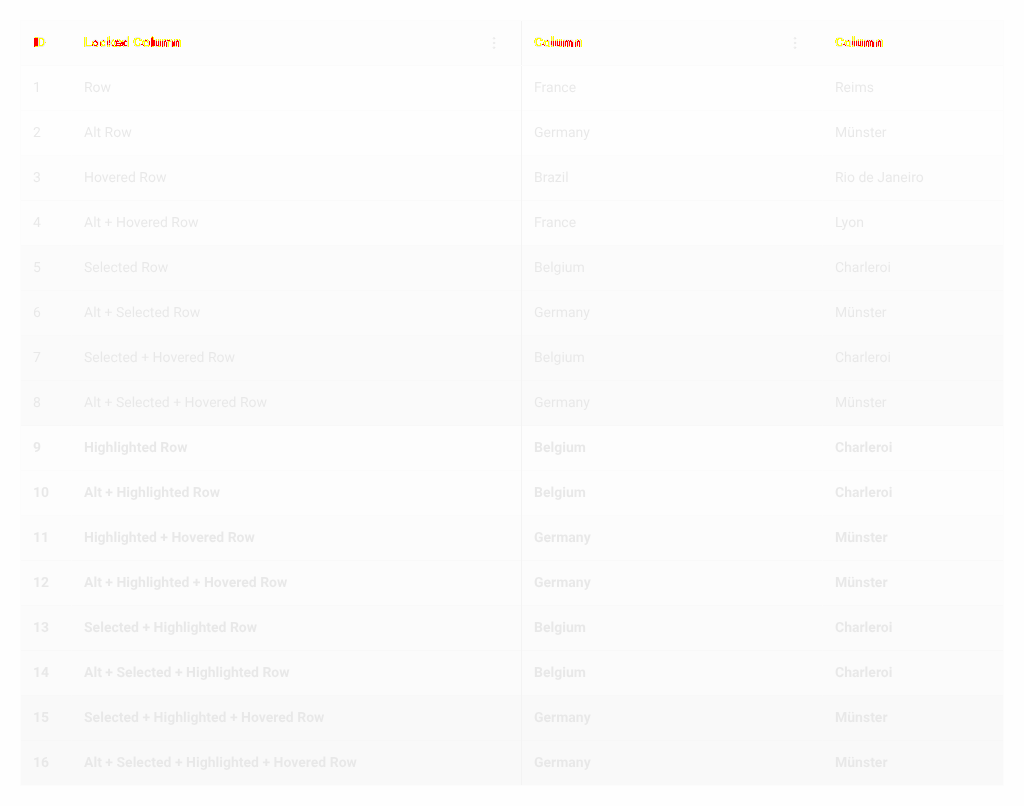 ID Locked Column Column Column
1 Row France Reims
2 Alt Row Germany Münster
3 Hovered Row Brazil Rio de Janeiro
4 Alt + Hovered Row France Lyon
5 Selected Row Belgium Charleroi
6 Alt + Selected Row Germany Münster
7 Selected + Hovered Row Belgium Charleroi
8 Alt + Selected + Hovered Row Germany Münster
9 Highlighted Row Belgium Charleroi
10 Alt + Highlighted Row Belgium Charleroi
11 Highlighted + Hovered Row Germany Münster
12 Alt + Highlighted + Hovered Row Germany Münster
13 Selected + Highlighted Row Belgium Charleroi
14 Alt + Selected + Highlighted Row Belgium Charleroi
15 Selected + Highlighted + Hovered Row Germany Münster
16 Alt + Selected + Highlighted + Hovered Row Germany Münster